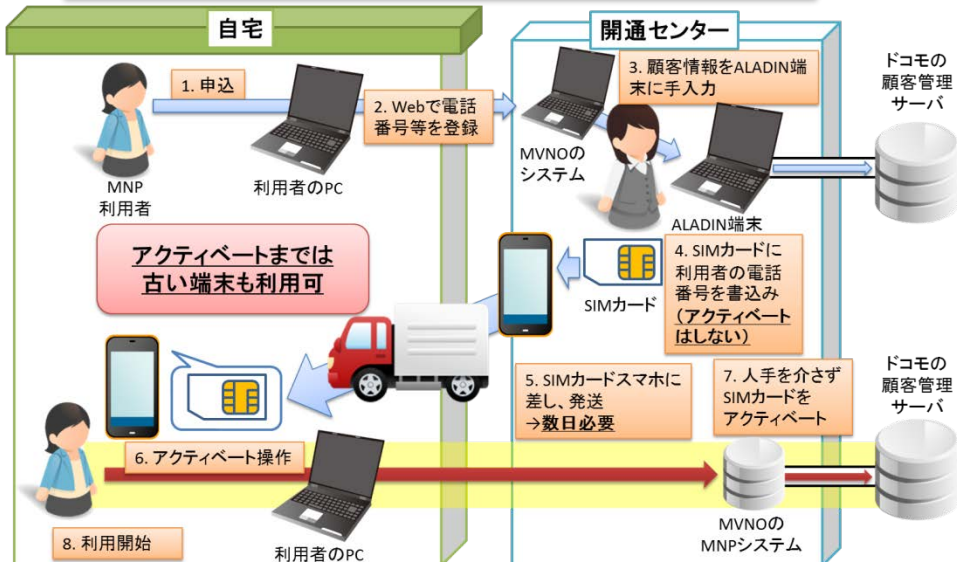 自宅
開通センター
1. 申込
2. Webで電話
番号等を登録
3. 顧客情報をALADIN端
末に手入力
ドコモの
顧客管理
サーバ
MNP
利用者
利用者のPC
MVNOの
システム
ALADIN端末
アクティベートまでは
古い端末も利用可
SIMカード
4. SIMカードに
利用者の電話
番号を書込み
（アクティベート
はしない）
5. SIMカードスマホに
差し、発送
→数日必要
7. 人手を介さず
SIMカードを
アクティベート
ドコモの
顧客管理
サーバ
6. アクティベート操作
8. 利用開始
利用者のPC
MVNOの
MNPシステム